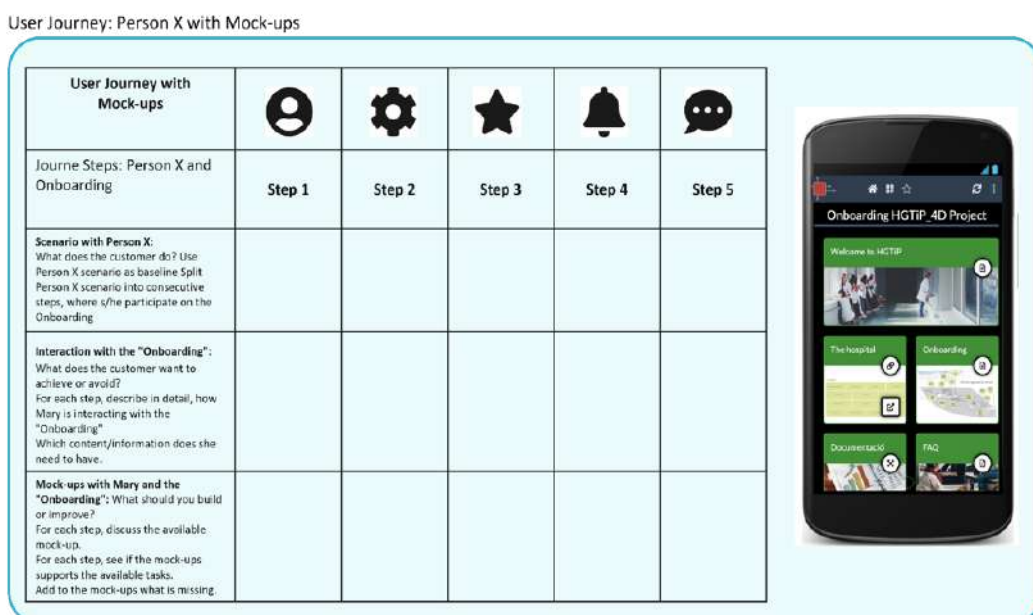 User Journey: Person X with Mock-ups
User Journey with
Mock-ups
Journe Steps: Person X and
Onboarding
Step 1
Step 2
Step 3
Step 4
Step 5
Scenario with Person X:
What does the customer do? Use
Person X scenario as baseline Split
Person X scenario into consecutive
steps, where s/he participate on the
Onboarding
Interaction with the "Onboarding":
What does the customer want to
achieve or avoid?
For each step, describe in detail, how
Mary is interacting with the
"Onboarding"
Which content/information does she
need to have.
Mock-ups with Mary and the
"Onboarding": What should you build
or improve?
For each step, discuss the available
mock-up.
For each step, see if the mock-ups
supports the available tasks.
Add to the mock-ups what is missing.
Onboarding HGTiP_4D Project
Welcome to HGTiP
The hospital
Onboarding
Documentació
FAQ